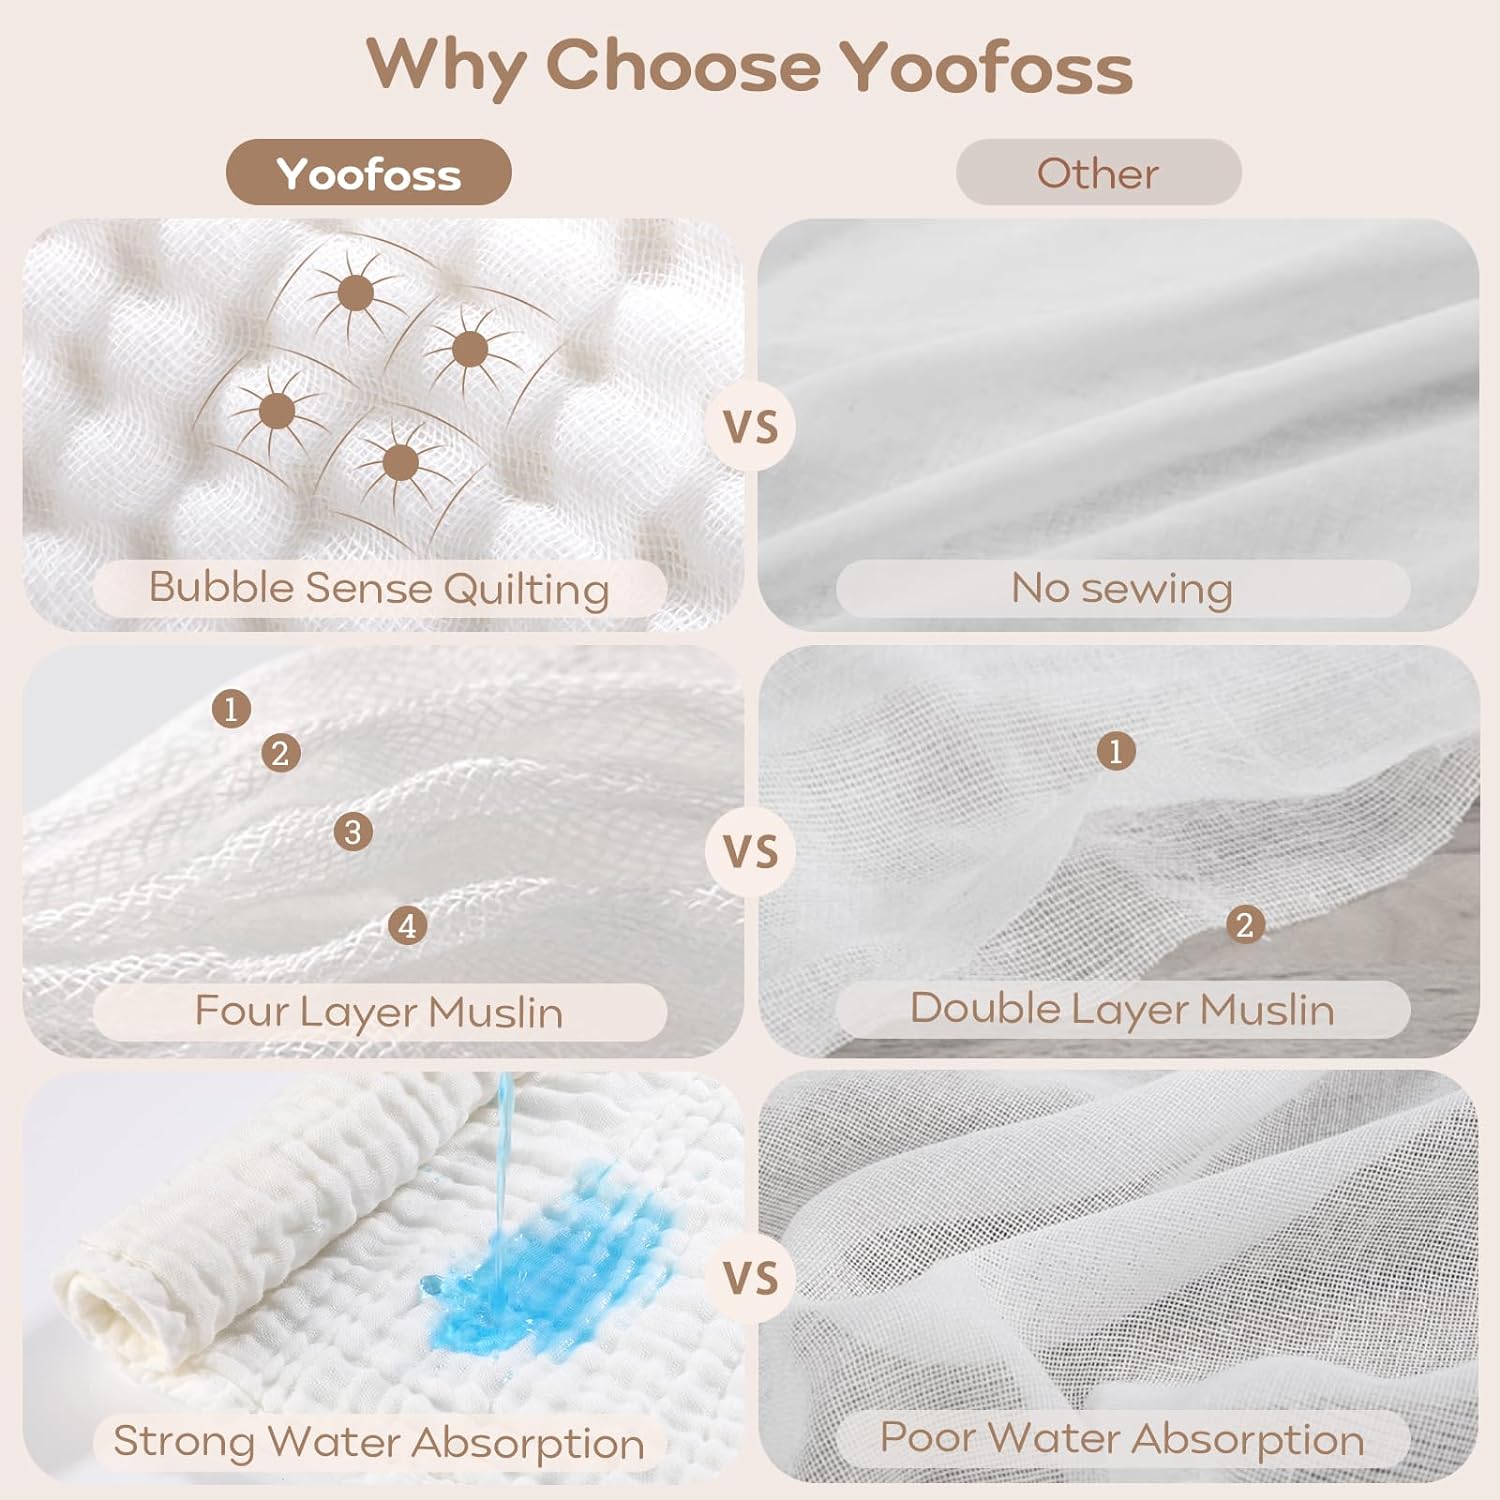 Why Choose Yoofoss
Yoofoss
Other
VS
Bubble Sense Quilting
No sewing
1
2
3
4
VS
1
2
Four Layer Muslin
Double Layer Muslin
VS
Strong Water Absorption
Poor Water Absorption